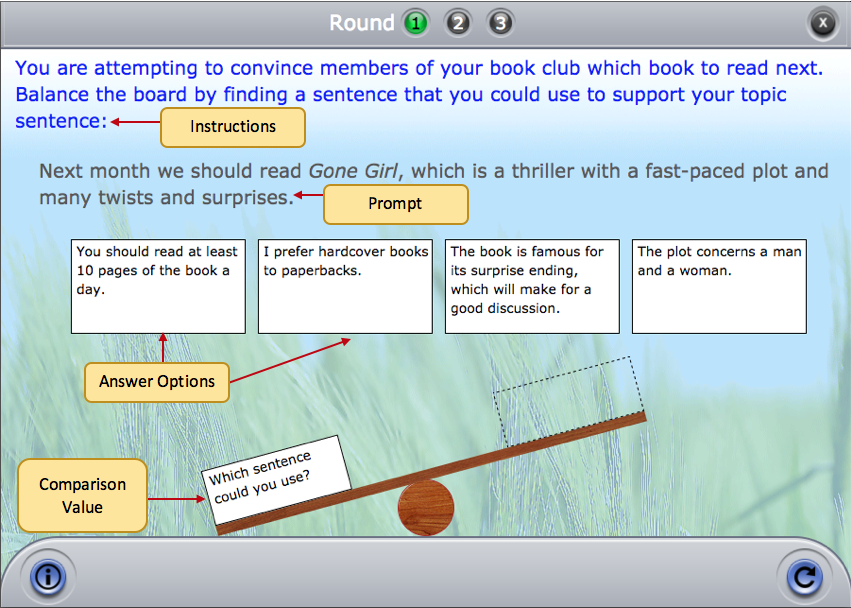 Round 1 2 3 X
You are attempting to convince members of your book club which book to read next.
Balance the board by finding a sentence that you could use to support your topic
sentence:
Instructions
Next month we should read Gone Girl, which is a thriller with a fast-paced plot and
many twists and surprises.
Prompt
You should read at least
10 pages of the book a
day.
I prefer hardcover books
to paperbacks.
The book is famous for
its surprise ending,
which will make for a
good discussion.
The plot concerns a man
and a woman.
Answer Options
Which sentence
could you use?
Comparison
Value
i